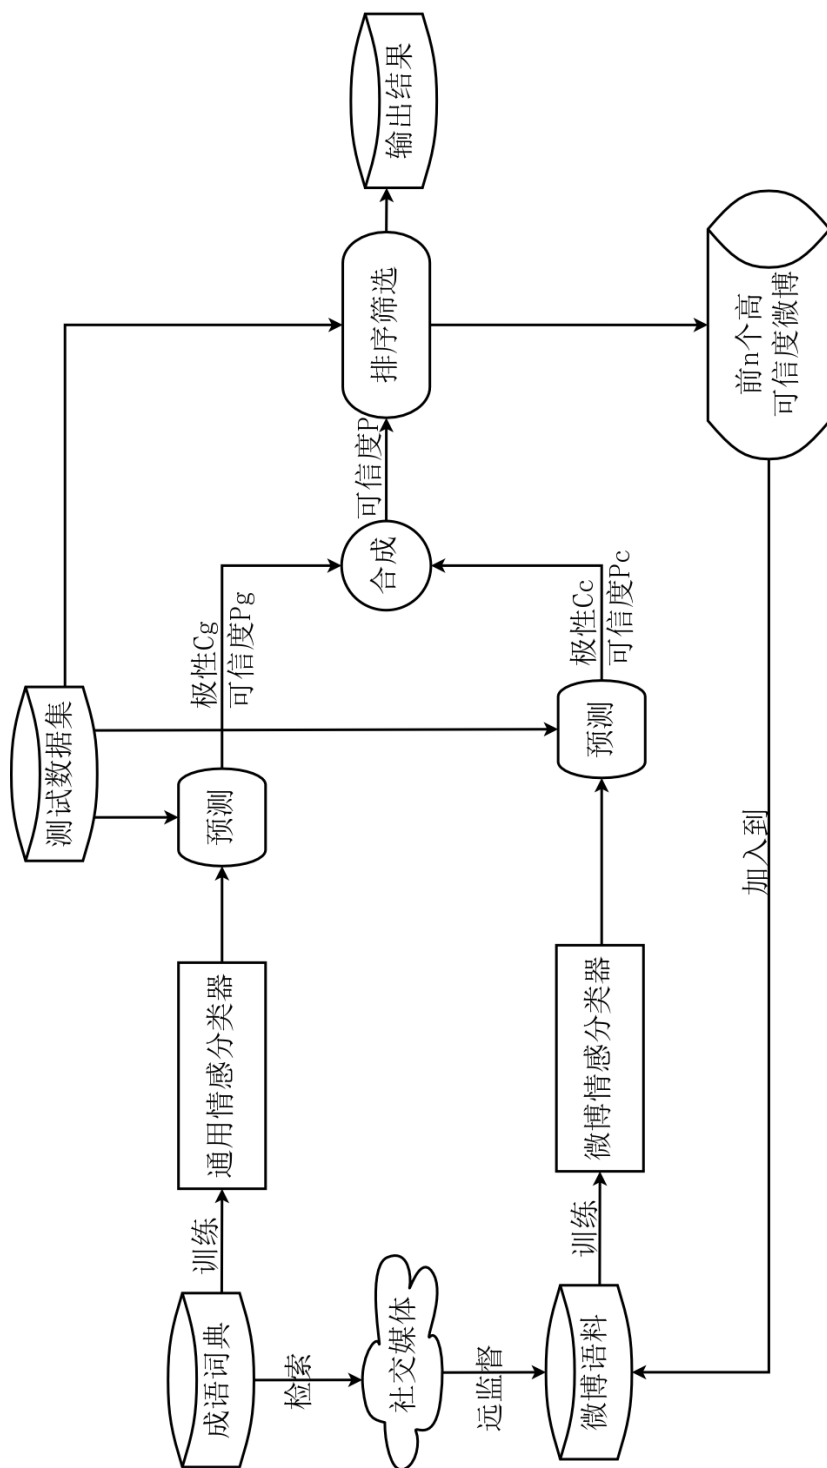 测试数据集
成语词典
训练
通用情感分类器
预测
极性Cg
可信度Pg
检索
社交媒体
远监督
合成
可信度P
排序筛选
输出结果
微博语料
训练
微博情感分类器
预测
极性Cc
可信度Pc
前n个高
可信度微博
加入到